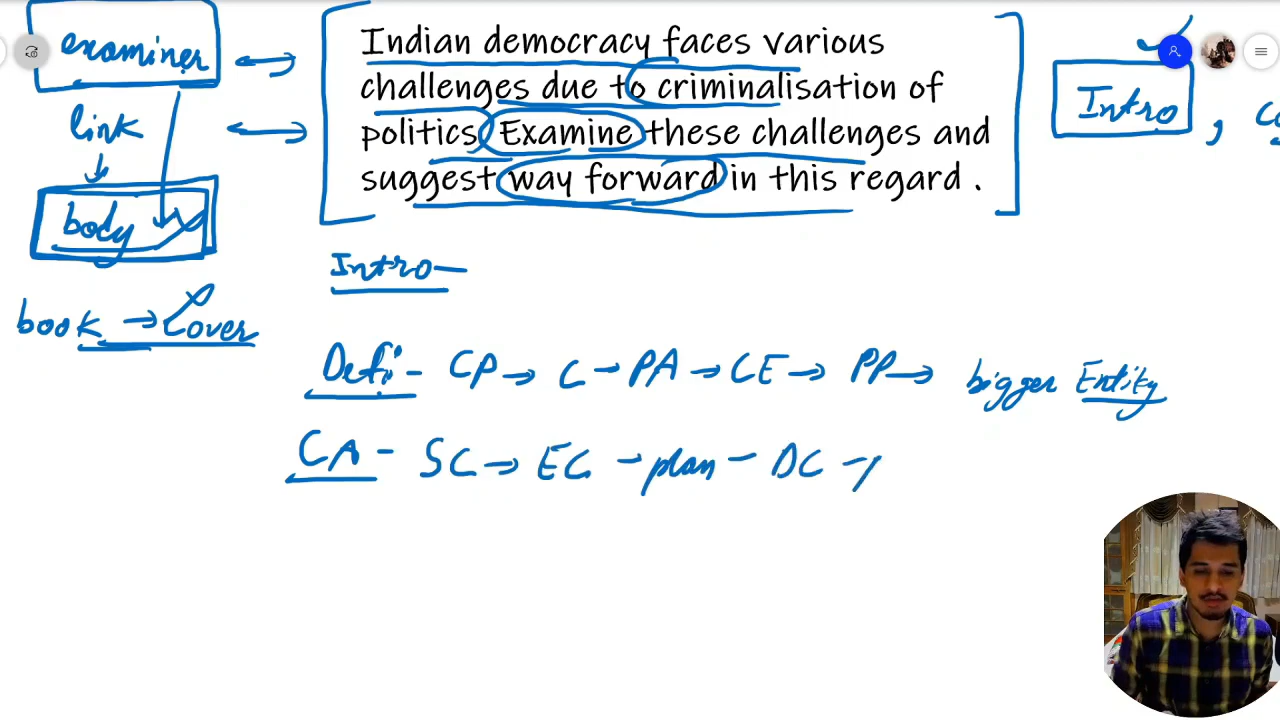 examiner
link
body
book → Cover
Indian democracy faces various
challenges due to criminalisation of
politics. Examine these challenges and
suggest way forward in this regard .
Intro ,
Intro —
Defi - CP → C → PA → CE → PP → bigger Entity
CA - SC → EC - plan - DC -